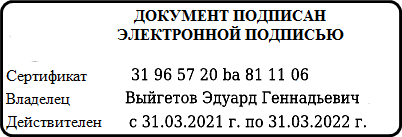 ДОКУМЕНТ ПОДПИСАН
ЭЛЕКТРОННОЙ ПОДПИСЬЮ
Сертификат 31 96 57 20 ba 81 11 06
Владелец Выйгетов Эдуард Геннадьевич
Действителен с 31.03.2021 г. по 31.03.2022 г.